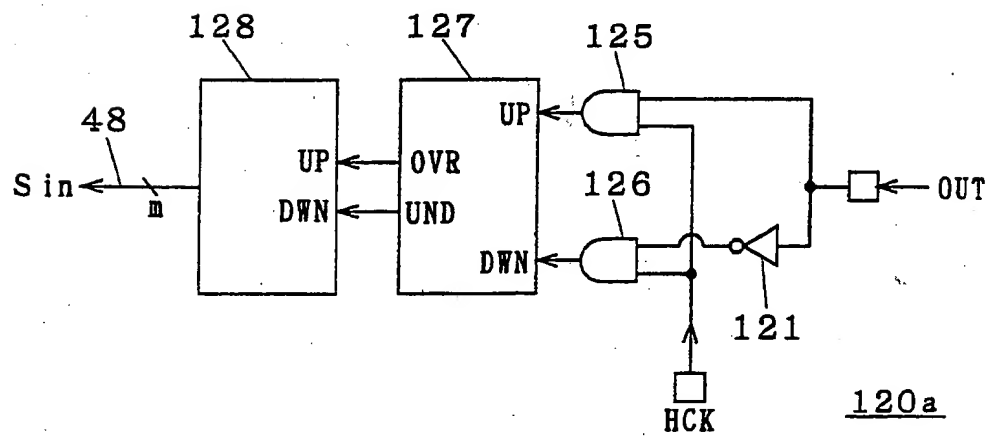 128
127
125
48
UP
UP
OVR
S in
126
OUT
m
DWN
UND
DWN
121
HCK
120a